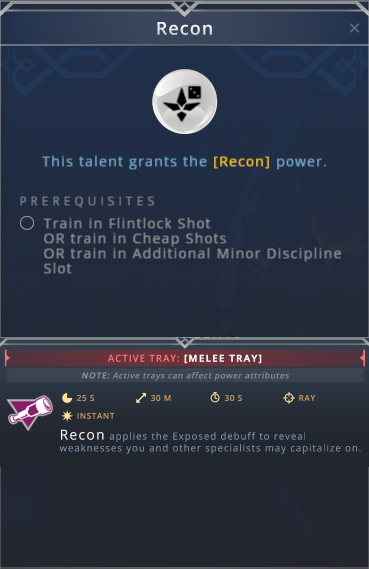 Recon
This talent grants the [Recon] power.
PREREQUISITES
Train in Flintlock Shot
OR train in Cheap Shots
OR train in Additional Minor Discipline
Slot
ACTIVE TRAY: [MELEE TRAY]
NOTE: Active trays can affect power attributes
25 S 30 M 30 S RAY
INSTANT
Recon applies the Exposed debuff to reveal
weaknesses you and other specialists may capitalize on.